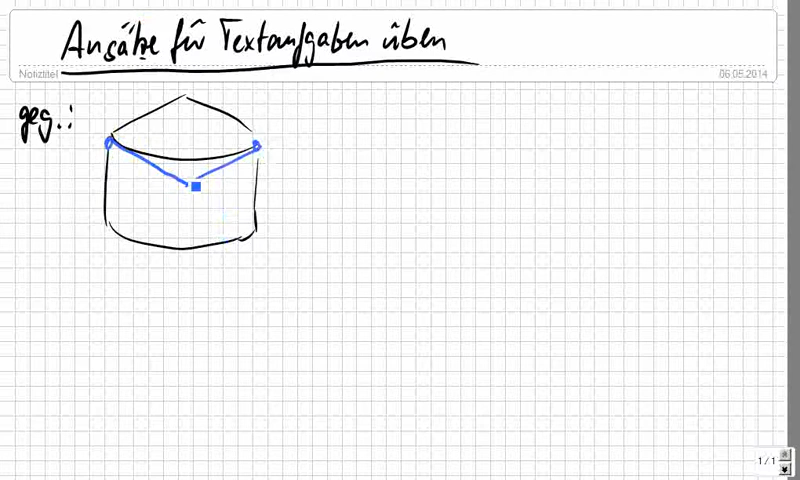 Ansätze für Textaufgaben üben
Notiztitel
06.05.2014
geg.:
1/1